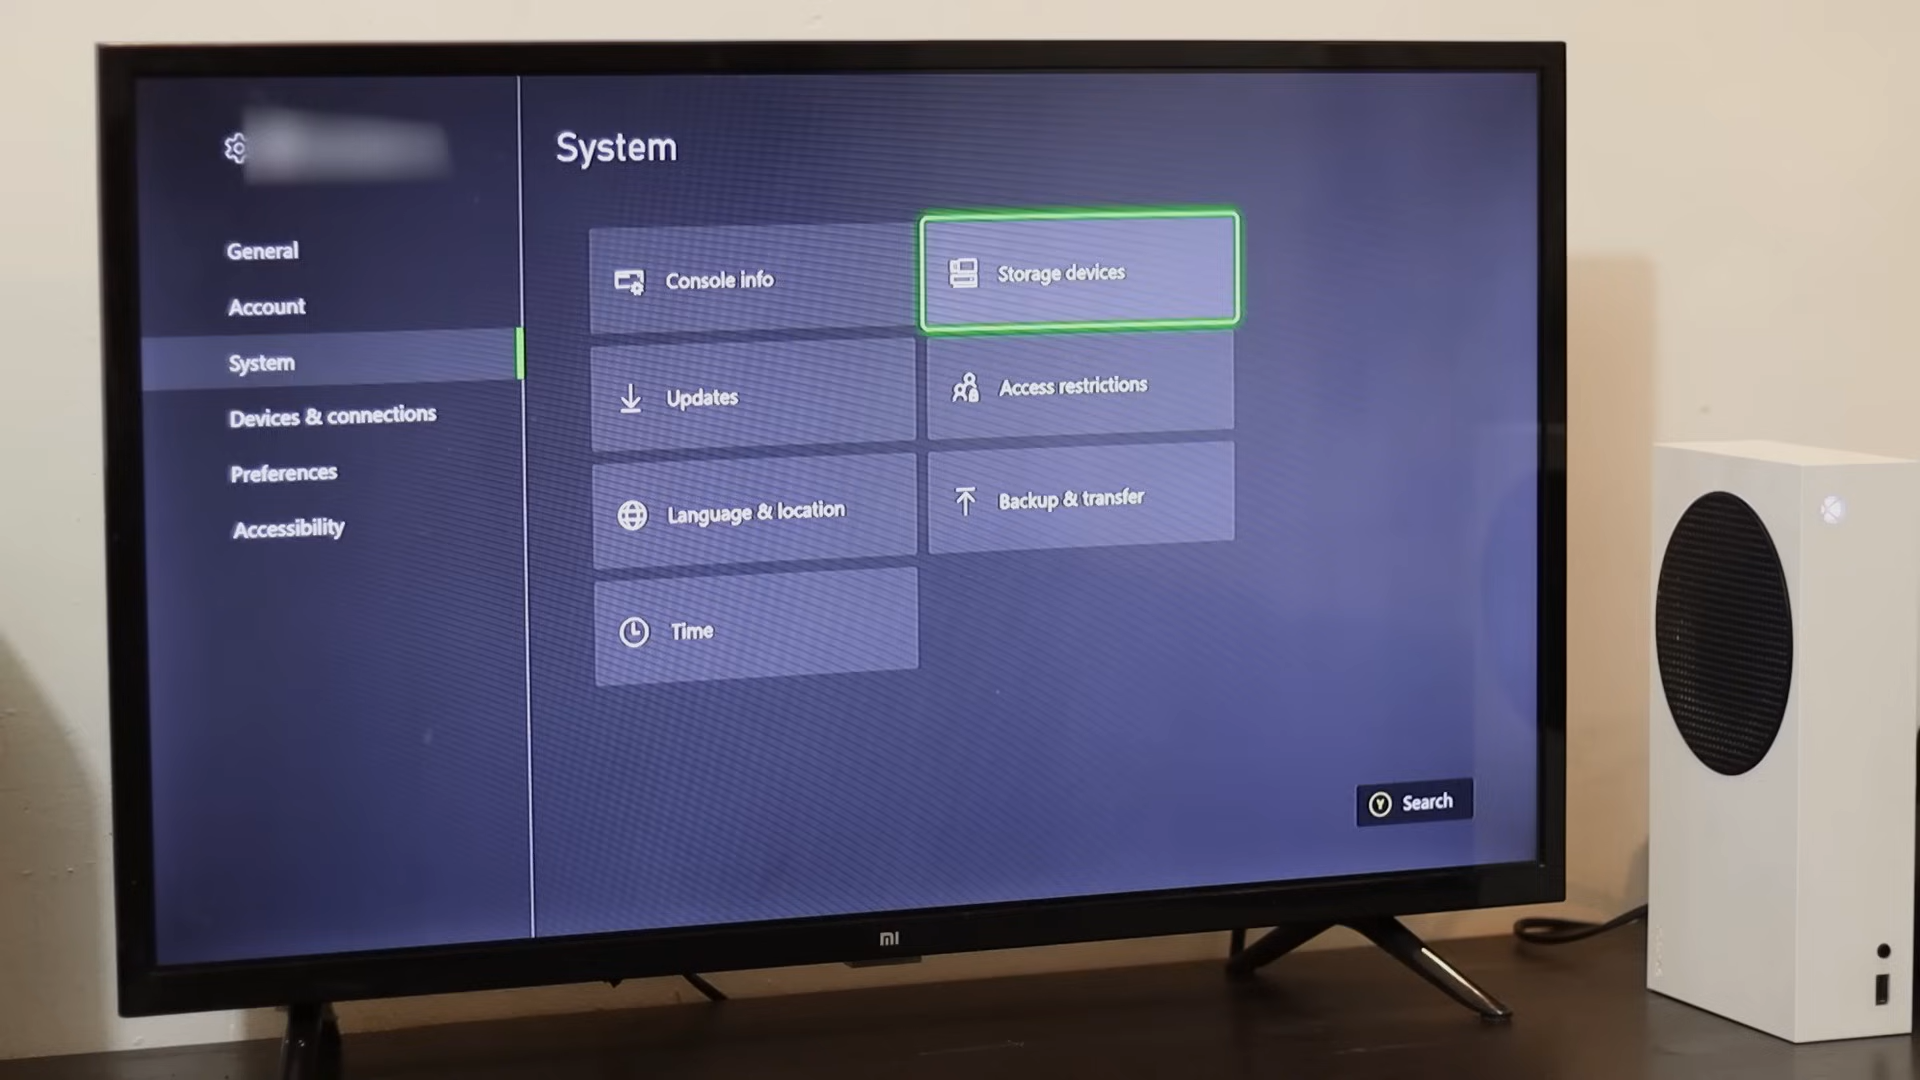 System
General
Account
System
Devices & connections
Preferences
Accessibility
Console info
Storage devices
Updates
Access restrictions
Language & location
Backup & transfer
Time
Y Search
mi